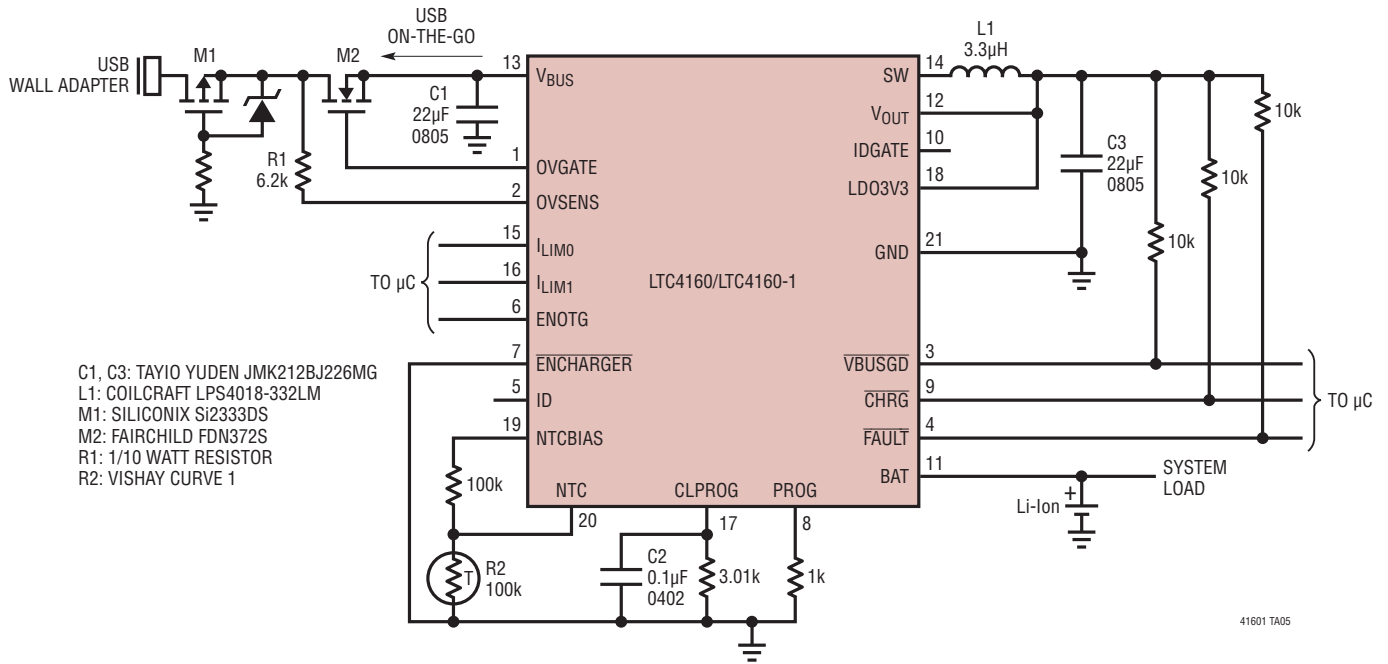 USB
ON-THE-GO
USB
WALL ADAPTER
M1
M2
13
VBUS
C1
22µF
0805
R1
6.2k
1
OVGATE
2
OVSENS
15
ILIM0
16
ILIM1
6
ENOTG
TO µC
7
ENCHARGER
5
ID
19
NTCBIAS
100k
NTC
20
T
R2
100k
CLPROG
17
C2
0.1µF
0402
3.01k
PROG
8
1k
LTC4160/LTC4160-1
SW
14
L1
3.3µH
VOUT
12
IDGATE
10
LDO3V3
18
GND
21
C3
22µF
0805
10k
10k
10k
VBUSGD
3
CHRG
9
FAULT
4
TO µC
BAT
11
SYSTEM
LOAD
Li-Ion
+
C1, C3: TAYIO YUDEN JMK212BJ226MG
L1: COILCRAFT LPS4018-332LM
M1: SILICONIX Si2333DS
M2: FAIRCHILD FDN372S
R1: 1/10 WATT RESISTOR
R2: VISHAY CURVE 1
41601 TA05